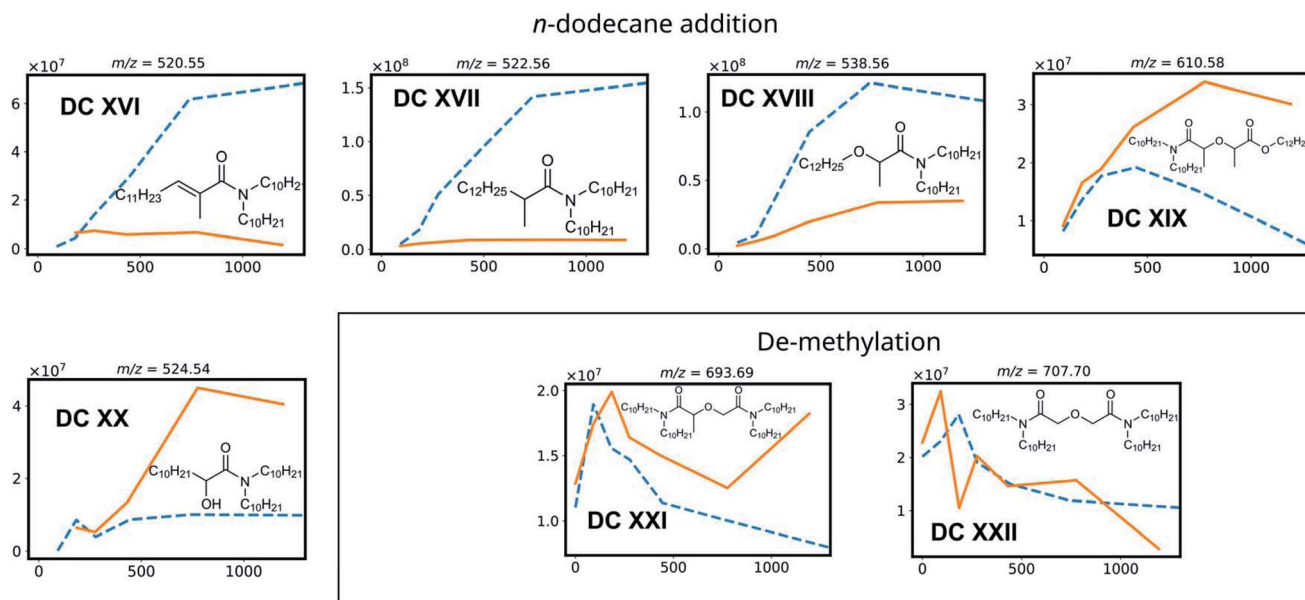 n-dodecane addition
×10⁷
m/z = 520.55
DC XVI
6
4
2
0
0 500 1000
O
C₁₁H₂₃
N
C₁₀H₂₁
C₁₀H₂₁
×10⁸
m/z = 522.56
DC XVII
1.5
1.0
0.5
0.0
0 500 1000
C₁₂H₂₅
O
N
C₁₀H₂₁
C₁₀H₂₁
×10⁸
m/z = 538.56
DC XVIII
1.0
0.5
0.0
0 500 1000
C₁₂H₂₅
O
O
N
C₁₀H₂₁
C₁₀H₂₁
×10⁷
m/z = 610.58
3
2
1
0 500 1000
O
O
C₁₀H₂₁
N
O
O
C₁₂H₂₅
C₁₀H₂₁
DC XIX
×10⁷
m/z = 524.54
DC XX
4
2
0
0 500 1000
C₁₀H₂₁
O
N
C₁₀H₂₁
OH
C₁₀H₂₁
De-methylation
×10⁷
m/z = 693.69
2.0
1.5
1.0
0 500 1000
O
O
C₁₀H₂₁
N
O
N
C₁₀H₂₁
C₁₀H₂₁
C₁₀H₂₁
DC XXI
×10⁷
m/z = 707.70
3
2
1
0 500 1000
O
O
C₁₀H₂₁
N
O
N
C₁₀H₂₁
C₁₀H₂₁
C₁₀H₂₁
DC XXII